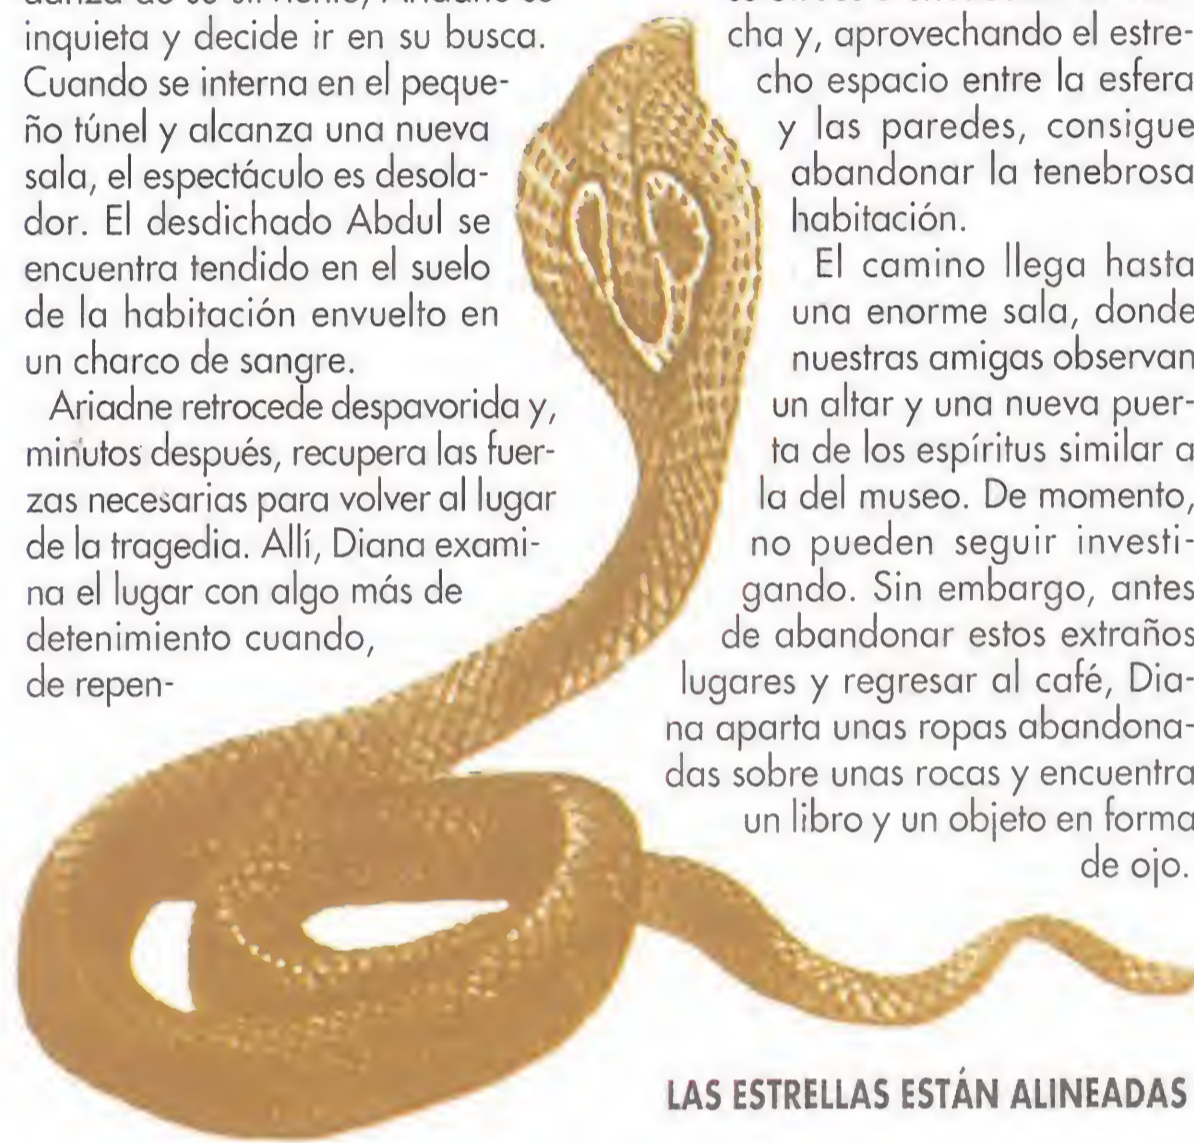 inquieta y decide ir en su busca.
Cuando se interna en el peque-
ño túnel y alcanza una nueva
sala, el espectáculo es desola-
dor. El desdichado Abdul se
encuentra tendido en el suelo
de la habitación envuelto en
un charco de sangre.
Ariadne retrocede despavorida y,
minutos después, recupera las fuer-
zas necesarias para volver al lugar
de la tragedia. Allí, Diana exami-
na el lugar con algo más de
detenimiento cuando,
de repen-
cha y, aprovechando el estre-
cho espacio entre la esfera
y las paredes, consigue
abandonar la tenebrosa
habitación.
El camino llega hasta
una enorme sala, donde
nuestras amigas observan
un altar y una nueva puer-
ta de los espíritus similar a
la del museo. De momento,
no pueden seguir investi-
gando. Sin embargo, antes
de abandonar estos extraños
lugares y regresar al café, Dia-
na aparta unas ropas abandona-
das sobre unas rocas y encuentra
un libro y un objeto en forma
de ojo.
LAS ESTRELLAS ESTÁN ALINEADAS